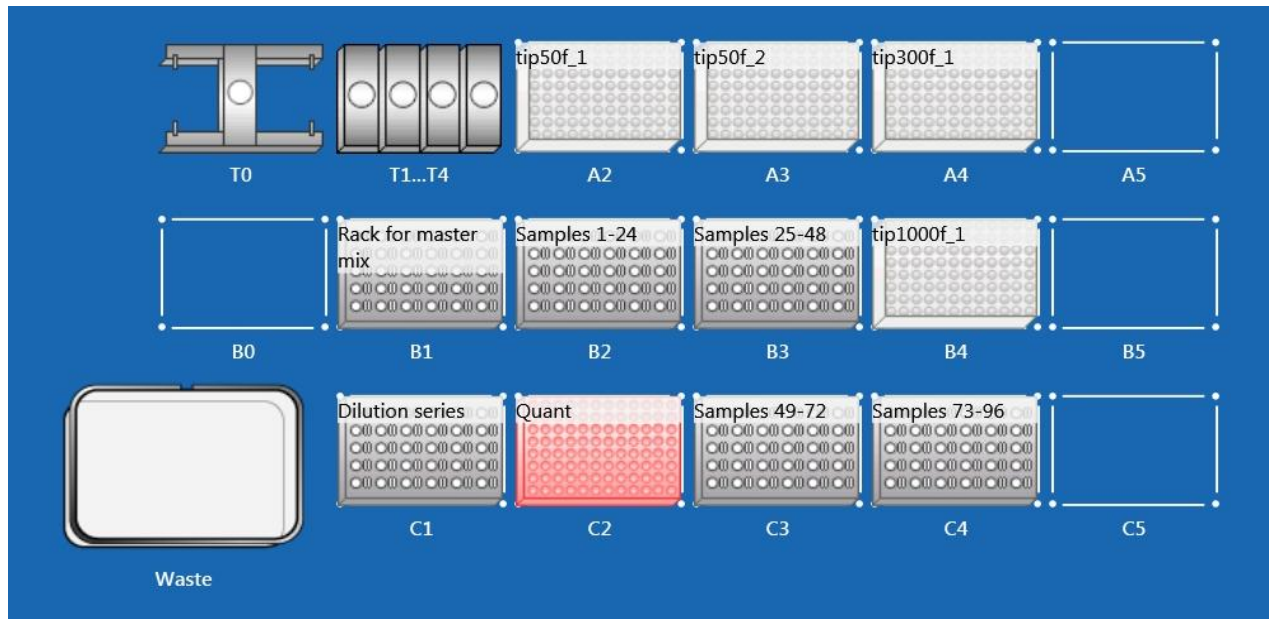 tip50f_1
tip50f_2
tip300f_1
T0
T1...T4
A2
A3
A4
A5
Rack for master
mix
Samples 1-24
Samples 25-48
tip1000f_1
B0
B1
B2
B3
B4
B5
Dilution series
Quant
Samples 49-72
Samples 73-96
C1
C2
C3
C4
C5
Waste